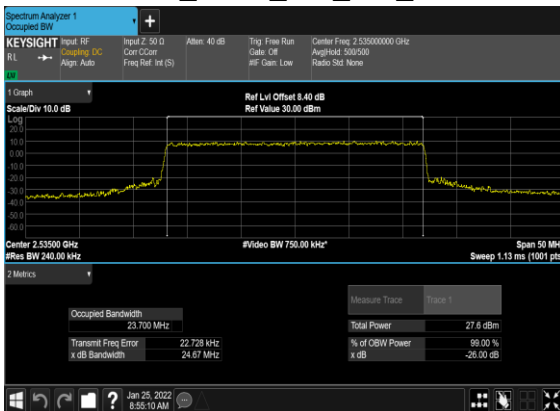 Spectrum Analyzer 1
Occupied BW
KEYSIGHT
RL
Input: RF
Coupling: DC
Align: Auto
Input Z: 50 Ω
Corr CCorr
Freq Ref: Int (S)
Atten: 40 dB
Trig: Free Run
Gate: Off
#IF Gain: Low
Center Freq: 2.535000000 GHz
Avg|Hold: 500/500
Radio Std: None
1 Graph
Scale/Div 10.0 dB
Ref Lvl Offset 8.40 dB
Ref Value 30.00 dBm
Log
20.0
10.0
0.00
-10.0
-20.0
-30.0
-40.0
-50.0
-60.0
Center 2.53500 GHz
#Video BW 750.00 kHz*
Span 50 MH
#Res BW 240.00 kHz
Sweep 1.13 ms (1001 pts
2 Metrics
Measure Trace
Trace 1
Occupied Bandwidth
23.700 MHz
Total Power
27.6 dBm
Transmit Freq Error
22.728 kHz
% of OBW Power
99.00 %
x dB Bandwidth
24.67 MHz
x dB
-26.00 dB
?
Jan 25, 2022
8:55:10 AM